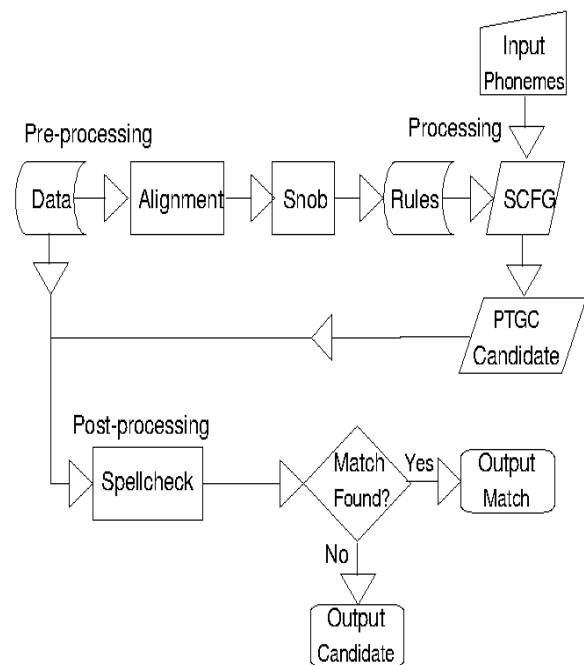 Input
Phonemes
Pre-processing
Processing
Data
Alignment
Snob
Rules
SCFG
PTGC
Candidate
Post-processing
Spellcheck
Match
Found?
Yes
Output
Match
No
Output
Candidate